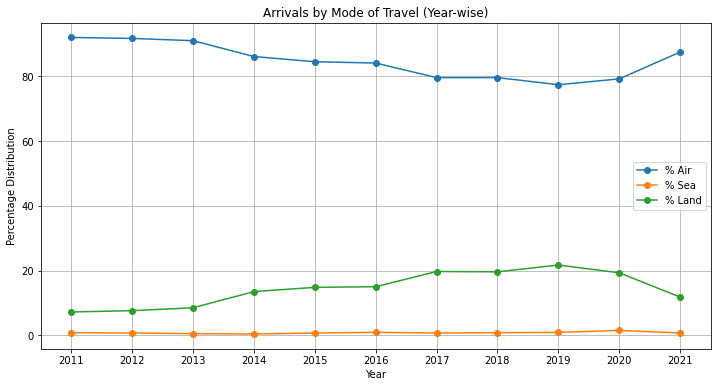 Arrivals by Mode of Travel (Year-wise)
Percentage Distribution
80
60
40
20
0
% Air
% Sea
% Land
2011 2012 2013 2014 2015 2016 2017 2018 2019 2020 2021
Year